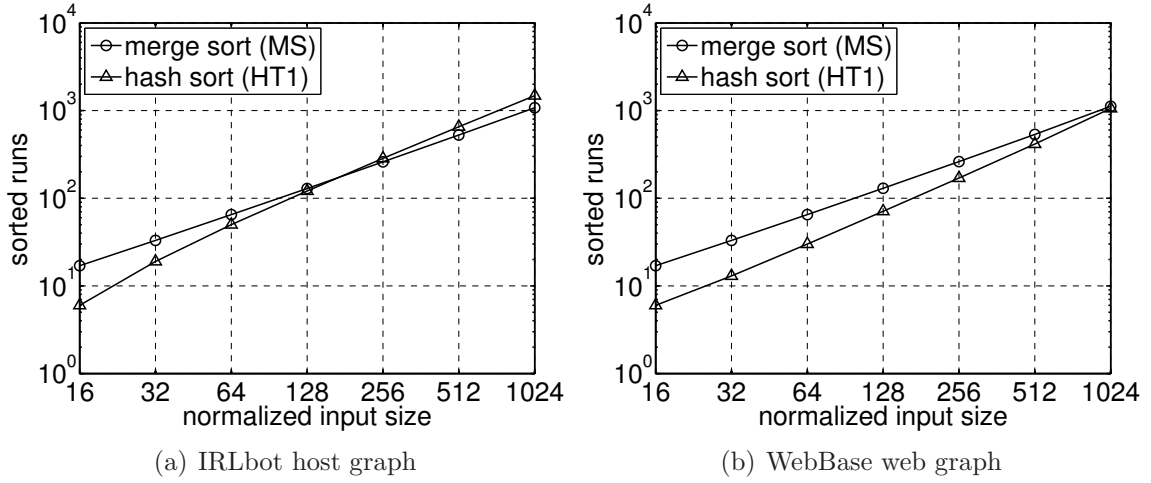 10^4
10^3
10^2
10^1
10^0
sorted runs
merge sort (MS)
hash sort (HT1)
16 32 64 128 256 512 1024
normalized input size
(a) IRLbot host graph
10^4
10^3
10^2
10^1
10^0
sorted runs
merge sort (MS)
hash sort (HT1)
16 32 64 128 256 512 1024
normalized input size
(b) WebBase web graph